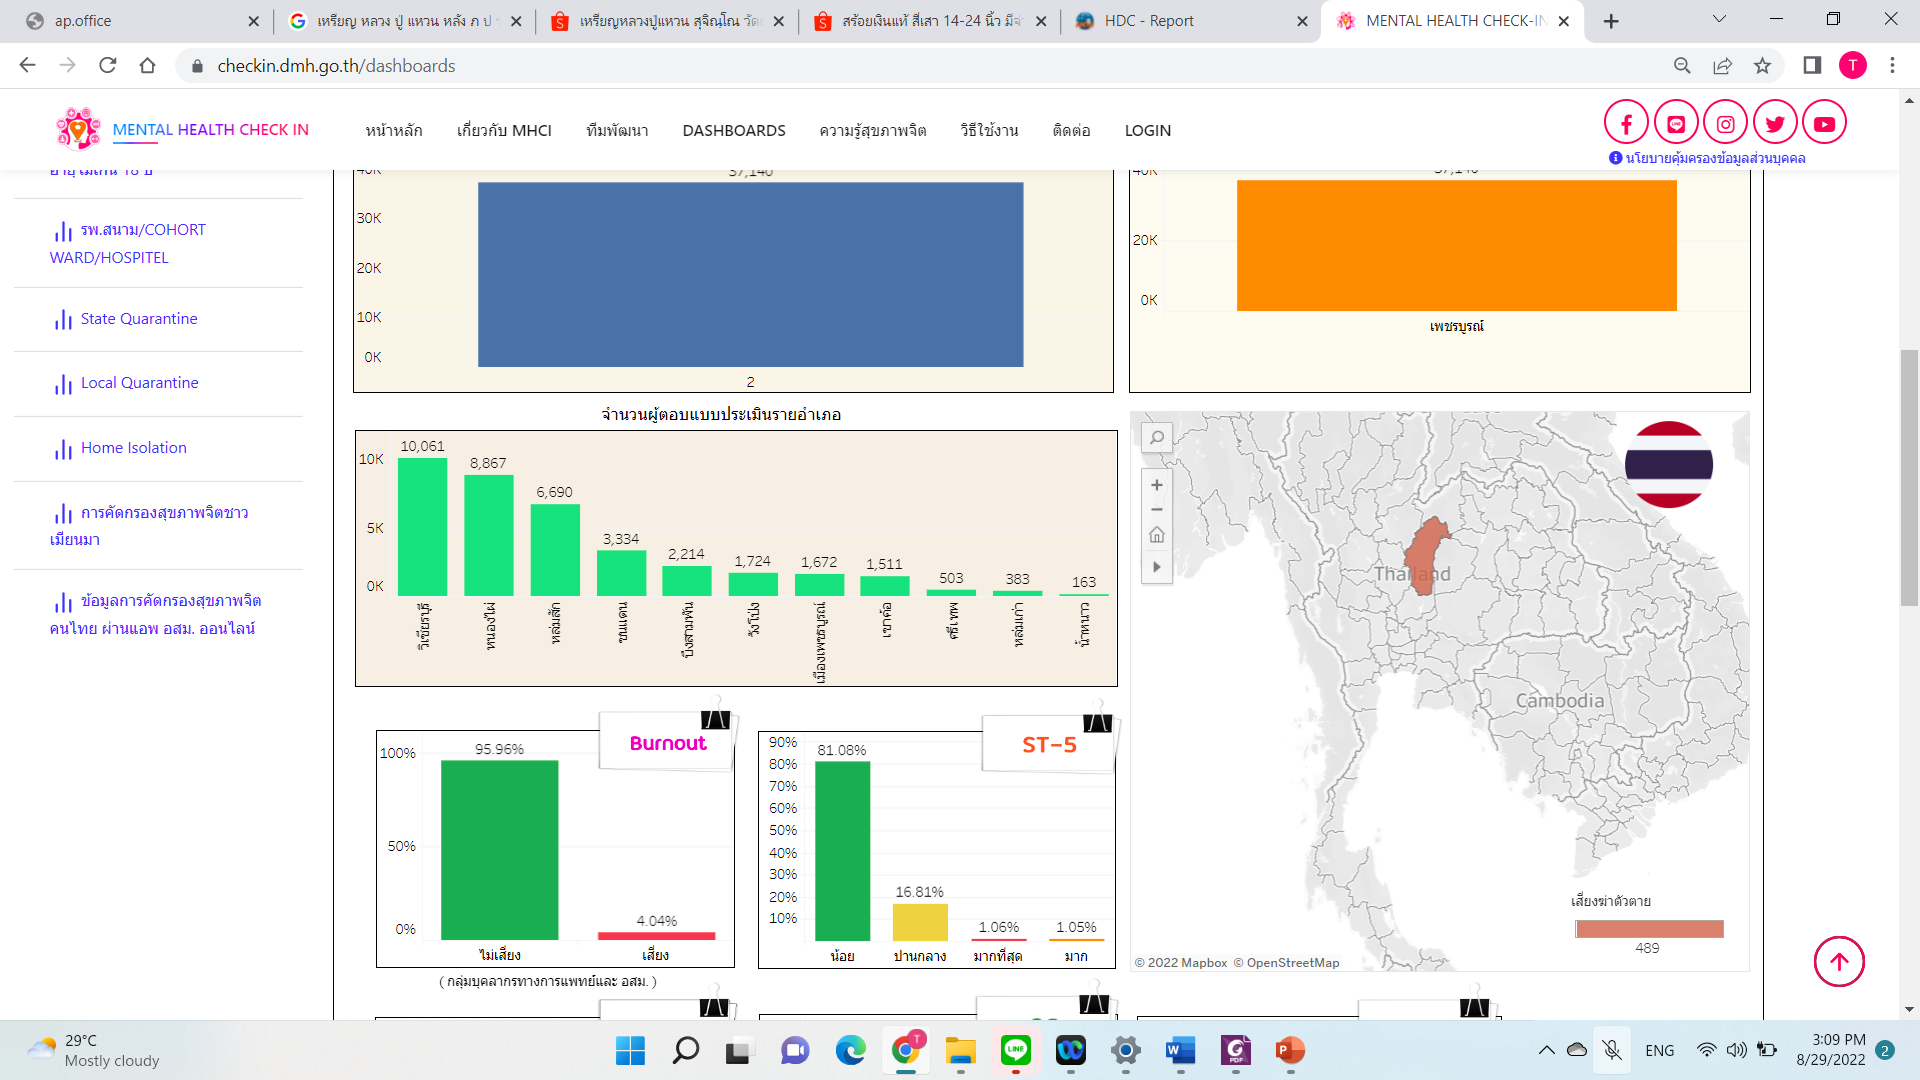 ap.office
เหรียญ หลวง ปู่ แหวน หลัง ภ ป ร
เหรียญหลวงปู่แหวน สุจิณฺโณ วัด
สร้อยเงินแท้ สี่เสา 14-24 นิ้ว มี
HDC - Report
MENTAL HEALTH CHECK-IN
checkin.dmh.go.th/dashboards
T
MENTAL HEALTH CHECK IN
หน้าหลัก
เกี่ยวกับ MHCI
ทีมพัฒนา
DASHBOARDS
ความรู้สุขภาพจิต
วิธีใช้งาน
ติดต่อ
LOGIN
นโยบายคุ้มครองข้อมูลส่วนบุคคล
อายุไม่เกิน 18 ปี
รพ.สนาม/COHORT
WARD/HOSPITEL
State Quarantine
Local Quarantine
Home Isolation
การคัดกรองสุขภาพจิตชาว
เมียนมา
ข้อมูลการคัดกรองสุขภาพจิต
คนไทย ผ่านแอพ อสม. ออนไลน์
40K
37,140
30K
20K
10K
0K
2
40K
37,140
20K
0K
เพชรบูรณ์
จำนวนผู้ตอบแบบประเมินรายอำเภอ
10K
5K
0K
10,061
8,867
6,690
3,334
2,214
1,724
1,672
1,511
503
383
163
วิเชียรบุรี
หนองไผ่
หล่มสัก
ชนแดน
บึงสามพัน
วังโป่ง
เมืองเพชรบูรณ์
เขาค้อ
ศรีเทพ
หล่มเก่า
น้ำหนาว
Thailand
Cambodia
เสี่ยงฆ่าตัวตาย
489
© 2022 Mapbox © OpenStreetMap
Burnout
100%
50%
0%
95.96%
4.04%
ไม่เสี่ยง
เสี่ยง
( กลุ่มบุคลากรทางการแพทย์และ อสม. )
ST-5
90%
80%
70%
60%
50%
40%
30%
20%
10%
81.08%
16.81%
1.06%
1.05%
น้อย
ปานกลาง
มากที่สุด
มาก
29°C
Mostly cloudy
ENG
3:09 PM
8/29/2022
2